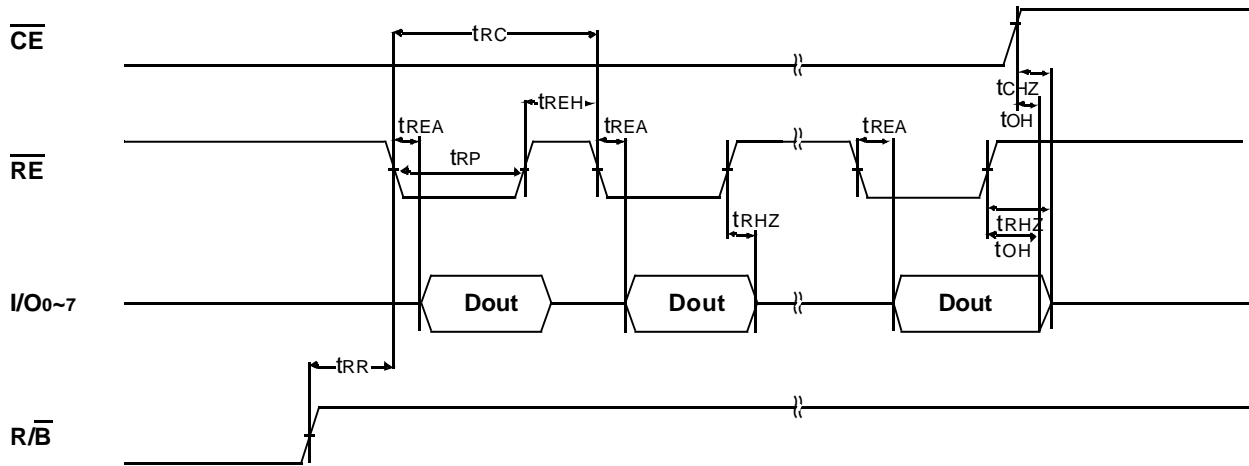 CE
tRC
tCHZ
tREH
tOH
tREA
tREA
tREA
RE
tRP
tRHZ
tRHZ
tOH
I/O0~7
Dout
Dout
Dout
tRR
R/B